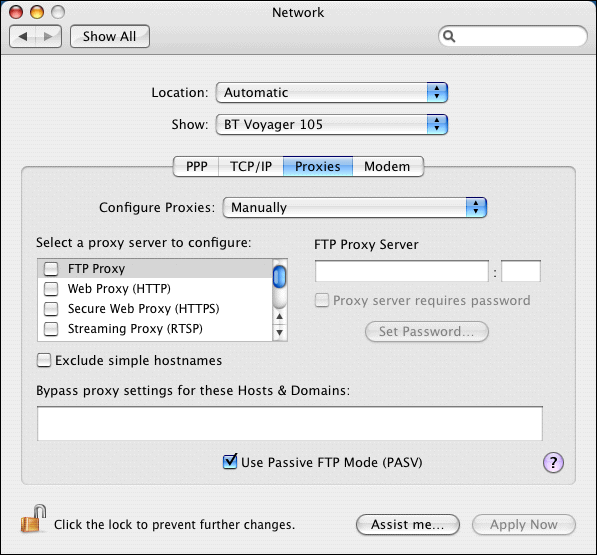 Network
Show All
Location: Automatic
Show: BT Voyager 105
PPP TCP/IP Proxies Modem
Configure Proxies: Manually
Select a proxy server to configure:
FTP Proxy
Web Proxy (HTTP)
Secure Web Proxy (HTTPS)
Streaming Proxy (RTSP)
FTP Proxy Server
:
Proxy server requires password
Set Password...
Exclude simple hostnames
Bypass proxy settings for these Hosts & Domains:
Use Passive FTP Mode (PASV)
?
Click the lock to prevent further changes.
Assist me...
Apply Now